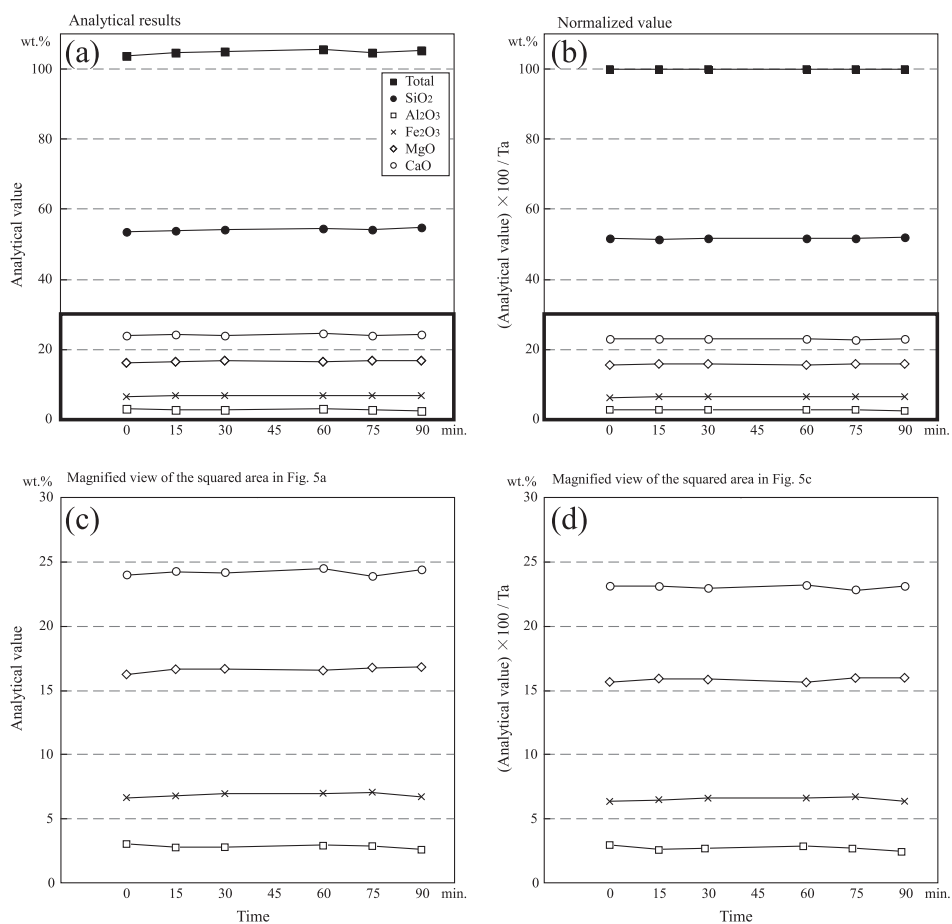 Analytical results
wt.%
(a)
100
80
60
40
20
0
Analytical value
Total
SiO2
Al2O3
Fe2O3
MgO
CaO
0 15 30 45 60 75 90 min.
Normalized value
wt.%
(b)
100
80
60
40
20
0
(Analytical value) ×100 / Ta
0 15 30 45 60 75 90 min.
Magnified view of the squared area in Fig. 5a
wt.%
(c)
30
25
20
15
10
5
0
Analytical value
0 15 30 45 60 75 90 min.
Time
Magnified view of the squared area in Fig. 5c
wt.%
(d)
30
25
20
15
10
5
0
(Analytical value) ×100 / Ta
0 15 30 45 60 75 90 min.
Time